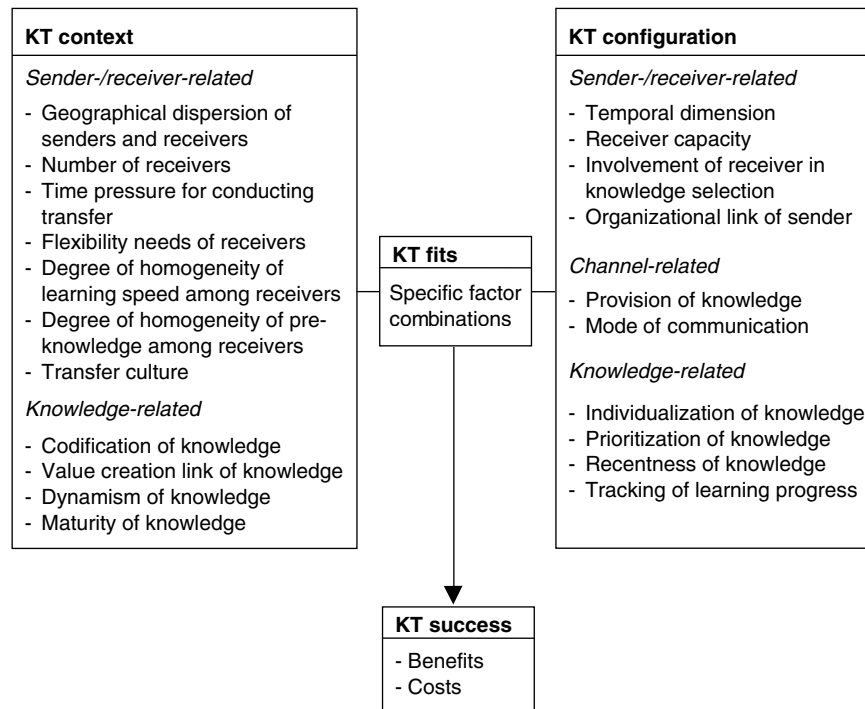 KT context
Sender-/receiver-related
- Geographical dispersion of
senders and receivers
- Number of receivers
- Time pressure for conducting
transfer
- Flexibility needs of receivers
- Degree of homogeneity of
learning speed among receivers
- Degree of homogeneity of pre-
knowledge among receivers
- Transfer culture
Knowledge-related
- Codification of knowledge
- Value creation link of knowledge
- Dynamism of knowledge
- Maturity of knowledge
KT fits
Specific factor
combinations
KT configuration
Sender-/receiver-related
- Temporal dimension
- Receiver capacity
- Involvement of receiver in
knowledge selection
- Organizational link of sender
Channel-related
- Provision of knowledge
- Mode of communication
Knowledge-related
- Individualization of knowledge
- Prioritization of knowledge
- Recentness of knowledge
- Tracking of learning progress
KT success
- Benefits
- Costs